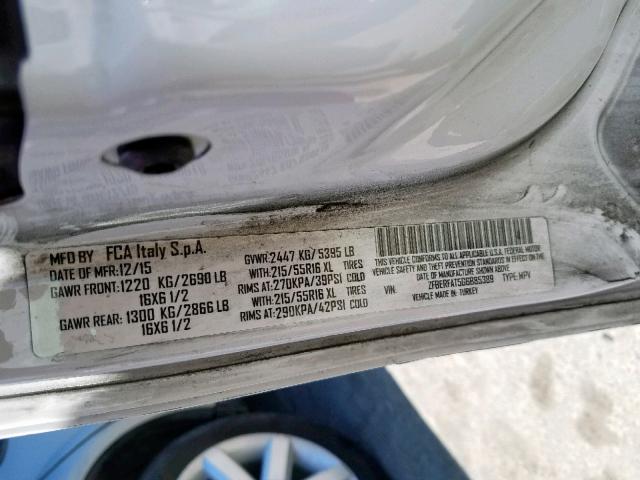 MFD BY FCA Italy S.p.A.
DATE OF MFR: 12/15
GAWR FRONT: 1220 KG/2690 LB
16X6 1/2
GAWR REAR: 1300 KG/2866 LB
16X6 1/2
GVWR: 2447 KG/5395 LB
WITH: 215/55R16 XL TIRES
RIMS AT: 270KPA/39PSI COLD
WITH: 215/55R16 XL TIRES
RIMS AT: 290KPA/42PSI COLD
THIS VEHICLE CONFORMS TO ALL APPLICABLE U.S.A. FEDERAL MOTOR
VEHICLE SAFETY, BUMPER, AND THEFT PREVENTION STANDARDS
IN EFFECT ON THE DATE OF MANUFACTURE SHOWN ABOVE
VIN: TYPE: MPV
VEHICLE MADE IN: TURKEY